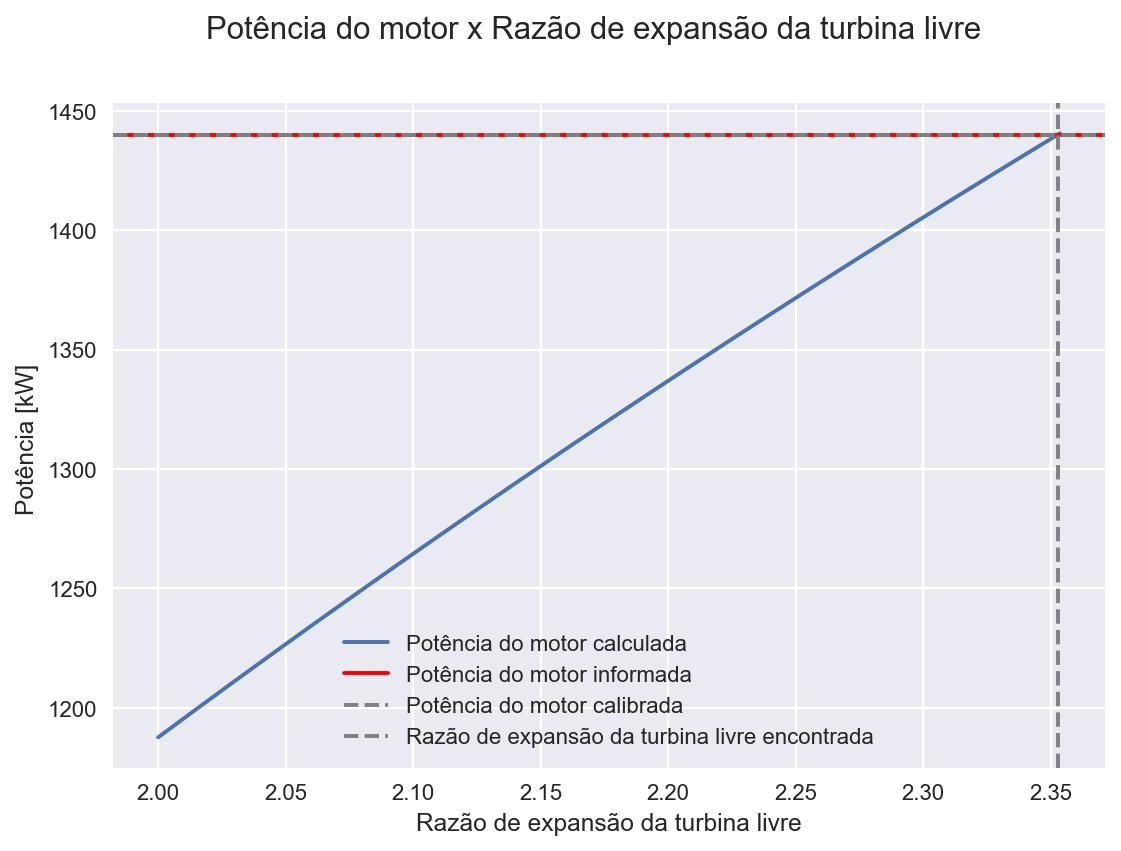 Potência do motor x Razão de expansão da turbina livre
1450
1400
1350
1300
1250
1200
Potência [kW]
Potência do motor calculada
Potência do motor informada
Potência do motor calibrada
Razão de expansão da turbina livre encontrada
2.00 2.05 2.10 2.15 2.20 2.25 2.30 2.35
Razão de expansão da turbina livre